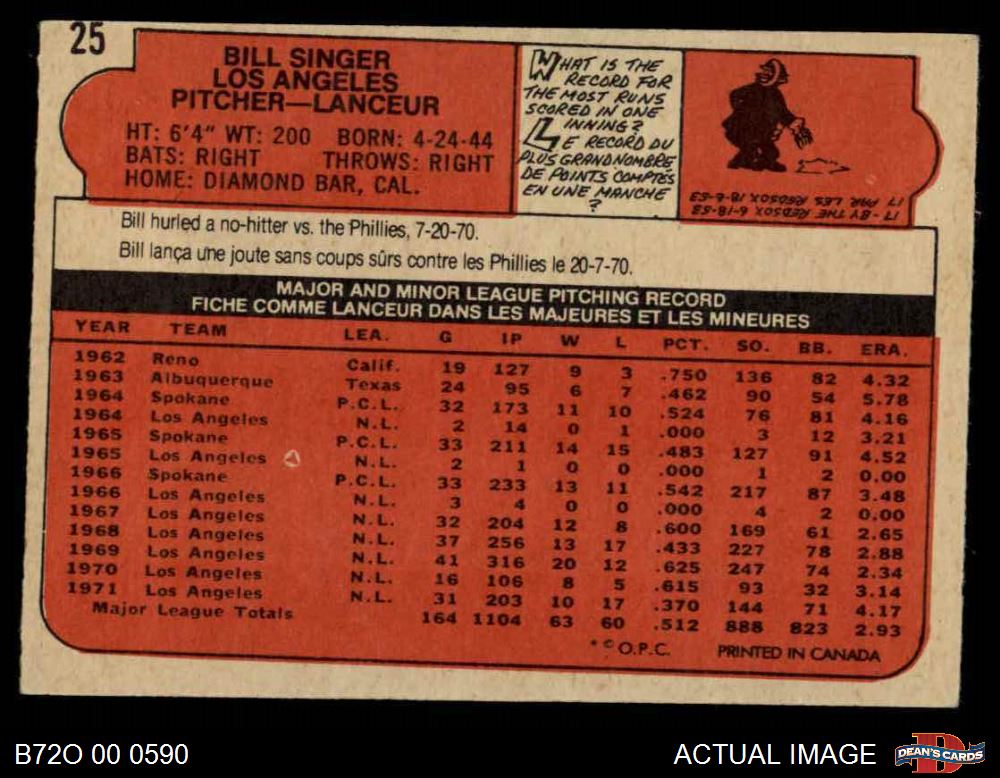 25
BILL SINGER
LOS ANGELES
PITCHER—LANCEUR
HT: 6'4" WT: 200 BORN: 4-24-44
BATS: RIGHT THROWS: RIGHT
HOME: DIAMOND BAR, CAL.
WHAT IS THE
RECORD FOR
THE MOST RUNS
SCORED IN ONE
INNING?
LE RECORD DU
PLUS GRAND NOMBRE
DE POINTS COMPTÉS
EN UNE MANCHE
?
17 - BY THE REDSOX 6-18-53
17 PAR LES REDSOX 18-6-53
Bill hurled a no-hitter vs. the Phillies, 7-20-70.
Bill lança une joute sans coups sûrs contre les Phillies le 20-7-70.
MAJOR AND MINOR LEAGUE PITCHING RECORD
FICHE COMME LANCEUR DANS LES MAJEURES ET LES MINEURES
YEAR TEAM LEA. G IP W L PCT. SO. BB. ERA.
1962 Reno Calif. 19 127 9 3 .750 136 82 4.32
1963 Albuquerque Texas 24 95 6 7 .462 90 54 5.78
1964 Spokane P.C.L. 32 173 11 10 .524 76 81 4.16
1964 Los Angeles N.L. 2 14 0 1 .000 3 12 3.21
1965 Spokane P.C.L. 33 211 14 15 .483 127 91 4.52
1965 Los Angeles N.L. 2 1 0 0 .000 1 2 0.00
1966 Spokane P.C.L. 33 233 13 11 .542 217 87 3.48
1966 Los Angeles N.L. 3 4 0 0 .000 4 2 0.00
1967 Los Angeles N.L. 32 204 12 8 .600 169 61 2.65
1968 Los Angeles N.L. 37 256 13 17 .433 227 78 2.88
1969 Los Angeles N.L. 41 316 20 12 .625 247 74 2.34
1970 Los Angeles N.L. 16 106 8 5 .615 93 32 3.14
1971 Los Angeles N.L. 31 203 10 17 .370 144 71 4.17
Major League Totals 164 1104 63 60 .512 888 823 2.93
* © O.P.C. PRINTED IN CANADA
B72O 00 0590
ACTUAL IMAGE
DEAN'S CARDS